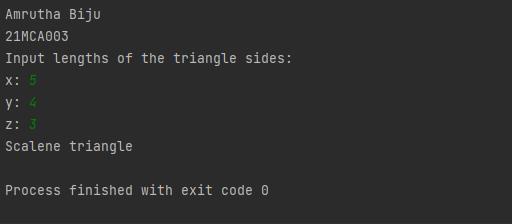 Amrutha Biju
21MCA003
Input lengths of the triangle sides:
x: 5
y: 4
z: 3
Scalene triangle
Process finished with exit code 0